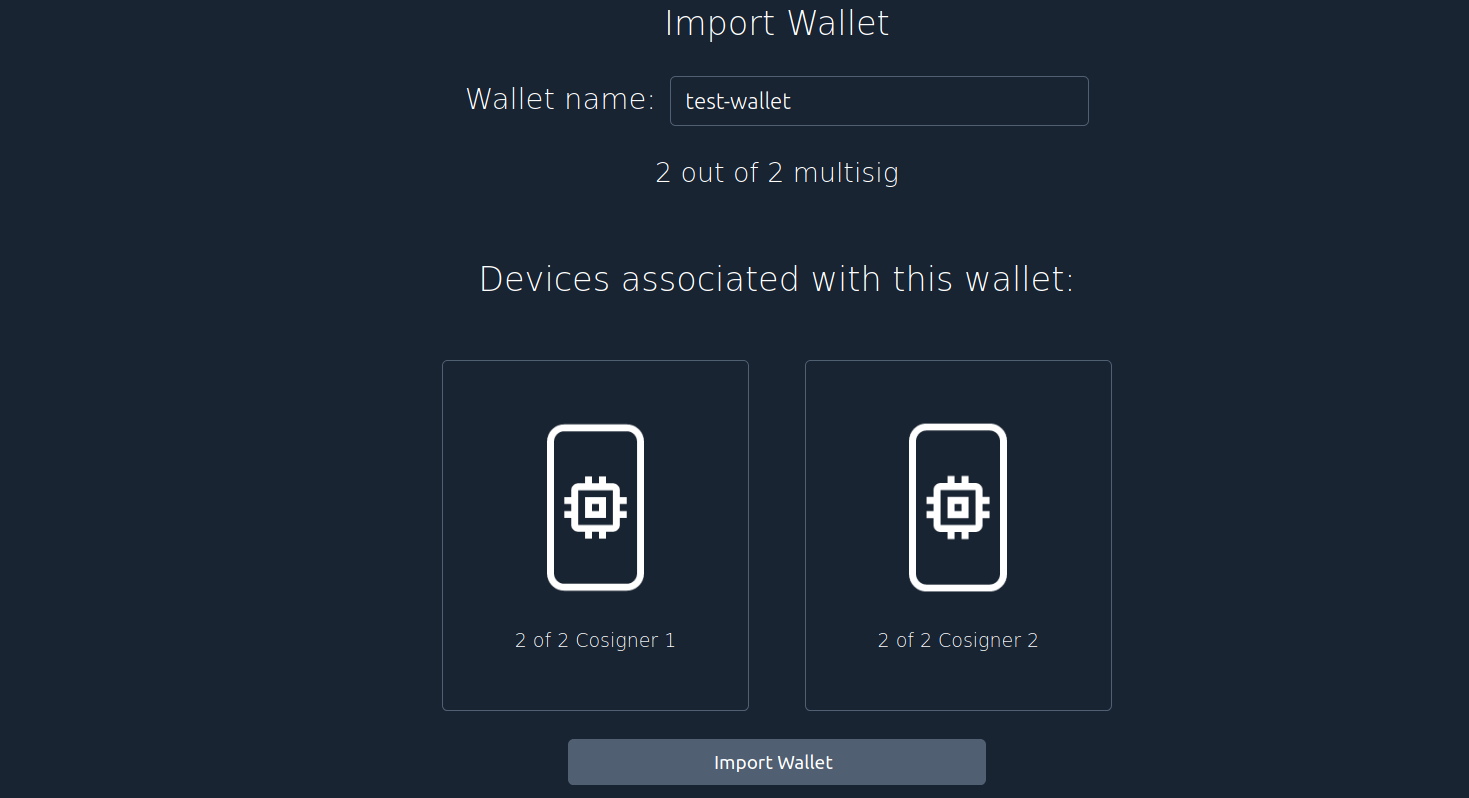 Import Wallet
Wallet name: test-wallet
2 out of 2 multisig
Devices associated with this wallet:
2 of 2 Cosigner 1
2 of 2 Cosigner 2
Import Wallet